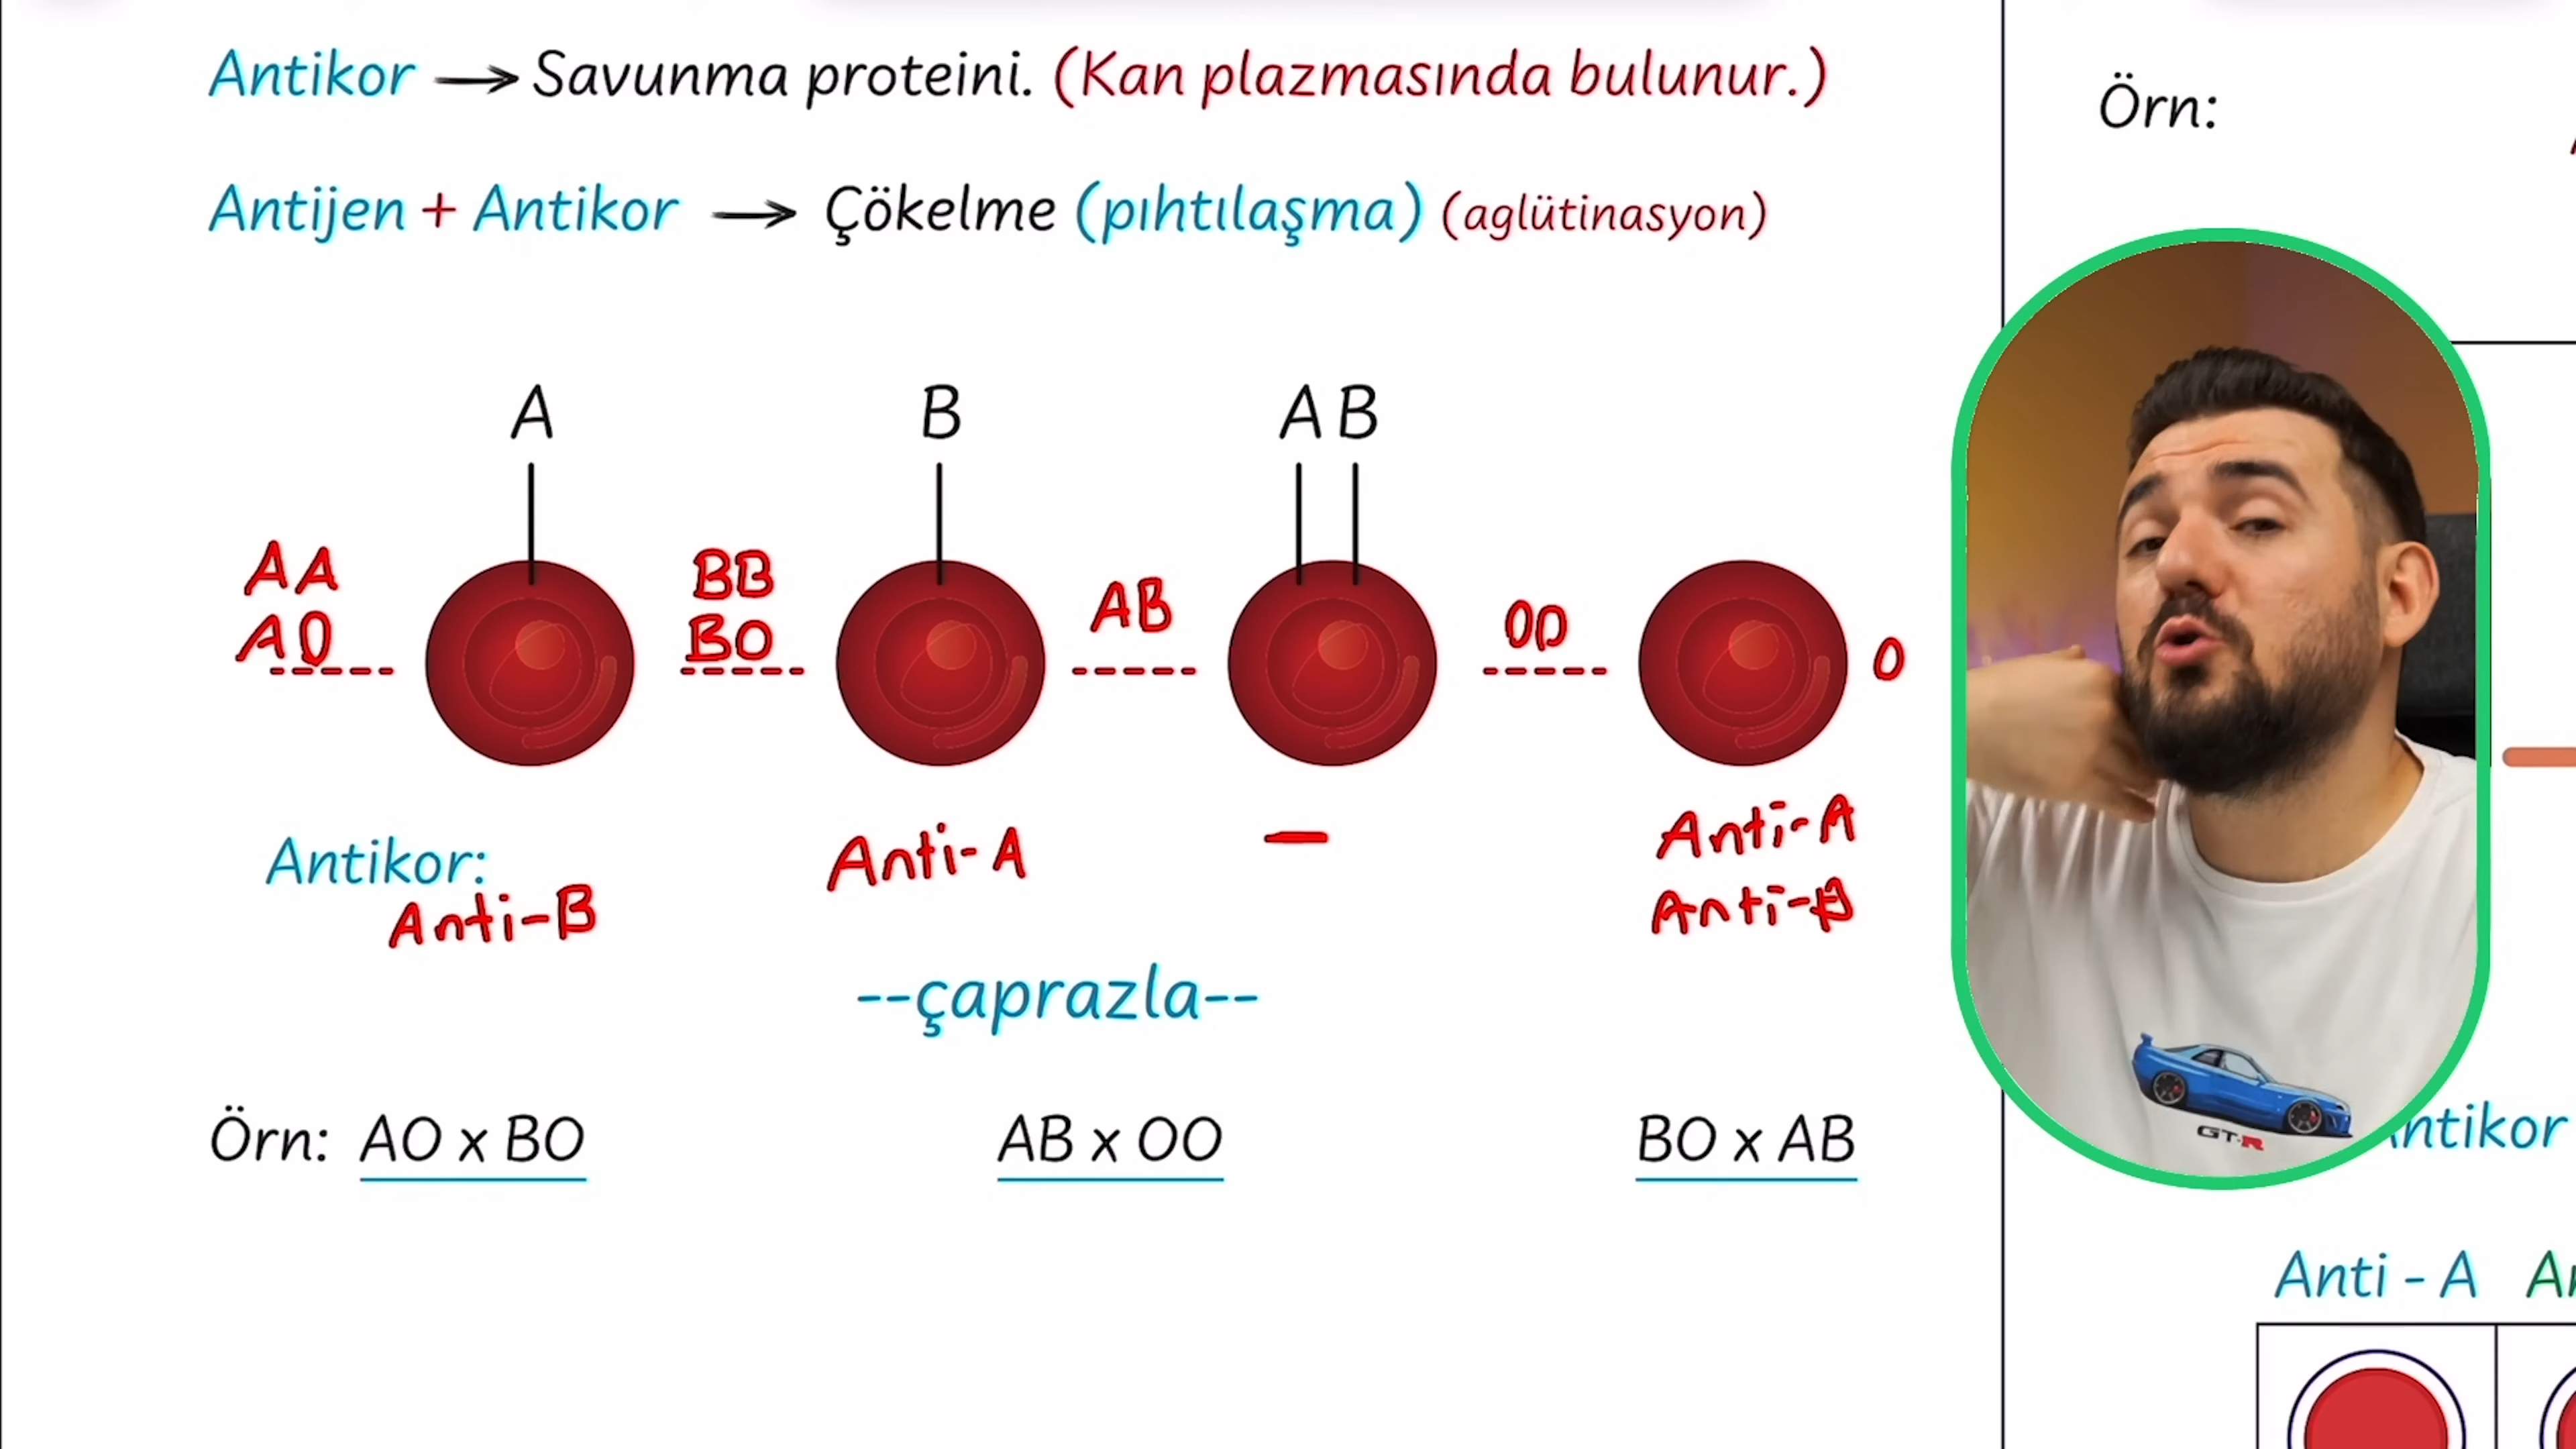 Antikor → Savunma proteini. (Kan plazmasında bulunur.)
Antijen + Antikor → Çökelme (pıhtılaşma) (aglütinasyon)
A
B
A B
AA
AO
BB
BO
AB
OO
O
Antikor:
Anti-B
Anti-A
–
Anti-A
Anti-B
--çaprazla--
Örn: AO x BO
AB x OO
BO x AB
Örn:
GT-R
Antikor
Anti - A